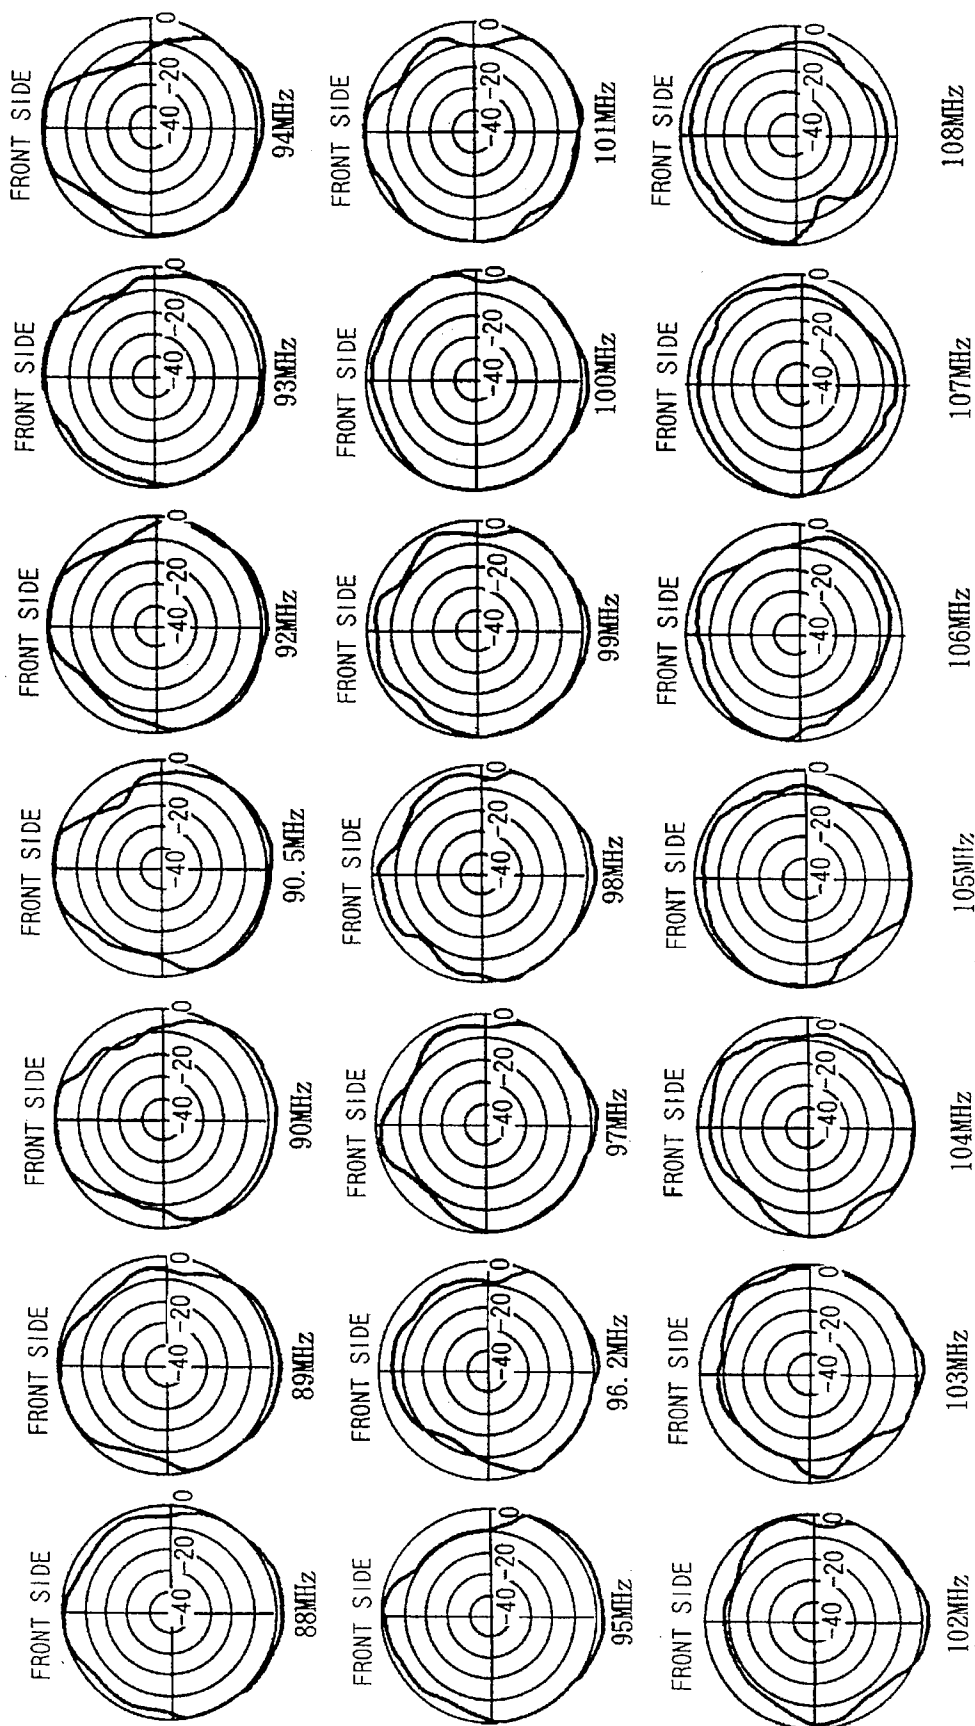 FRONT SIDE
-40 -20 0
88MHz
FRONT SIDE
-40 -20 0
89MHz
FRONT SIDE
-40 -20 0
90MHz
FRONT SIDE
-40 -20 0
90.5MHz
FRONT SIDE
-40 -20 0
92MHz
FRONT SIDE
-40 -20 0
93MHz
FRONT SIDE
-40 -20 0
94MHz
FRONT SIDE
-40 -20 0
95MHz
FRONT SIDE
-40 -20 0
96.2MHz
FRONT SIDE
-40 -20 0
97MHz
FRONT SIDE
-40 -20 0
98MHz
FRONT SIDE
-40 -20 0
99MHz
FRONT SIDE
-40 -20 0
100MHz
FRONT SIDE
-40 -20 0
101MHz
FRONT SIDE
-40 -20 0
102MHz
FRONT SIDE
-40 -20 0
103MHz
FRONT SIDE
-40 -20 0
104MHz
FRONT SIDE
-40 -20 0
105MHz
FRONT SIDE
-40 -20 0
106MHz
FRONT SIDE
-40 -20 0
107MHz
FRONT SIDE
-40 -20 0
108MHz